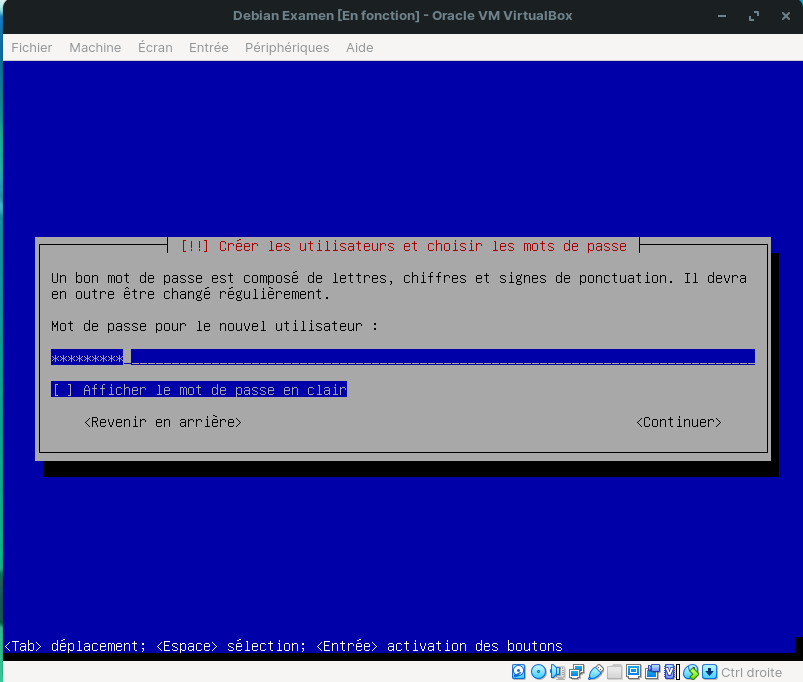 Debian Examen [En fonction] - Oracle VM VirtualBox
Fichier Machine Écran Entrée Périphériques Aide
[!!] Créer les utilisateurs et choisir les mots de passe
Un bon mot de passe est composé de lettres, chiffres et signes de ponctuation. Il devra
en outre être changé régulièrement.
Mot de passe pour le nouvel utilisateur :
*********
[ ] Afficher le mot de passe en clair
<Revenir en arrière> <Continuer>
<Tab> déplacement; <Espace> sélection; <Entrée> activation des boutons
Ctrl droite